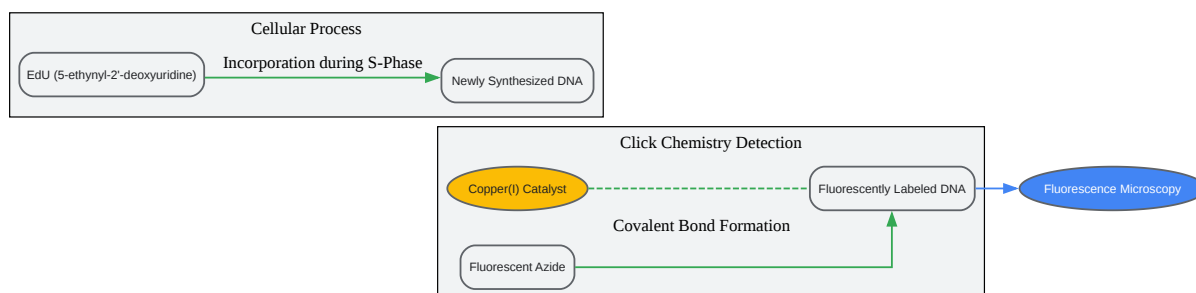 Cellular Process
EdU (5-ethynyl-2'-deoxyuridine)
Incorporation during S-Phase
Newly Synthesized DNA
Click Chemistry Detection
Copper(I) Catalyst
Fluorescently Labeled DNA
Fluorescence Microscopy
Covalent Bond Formation
Fluorescent Azide